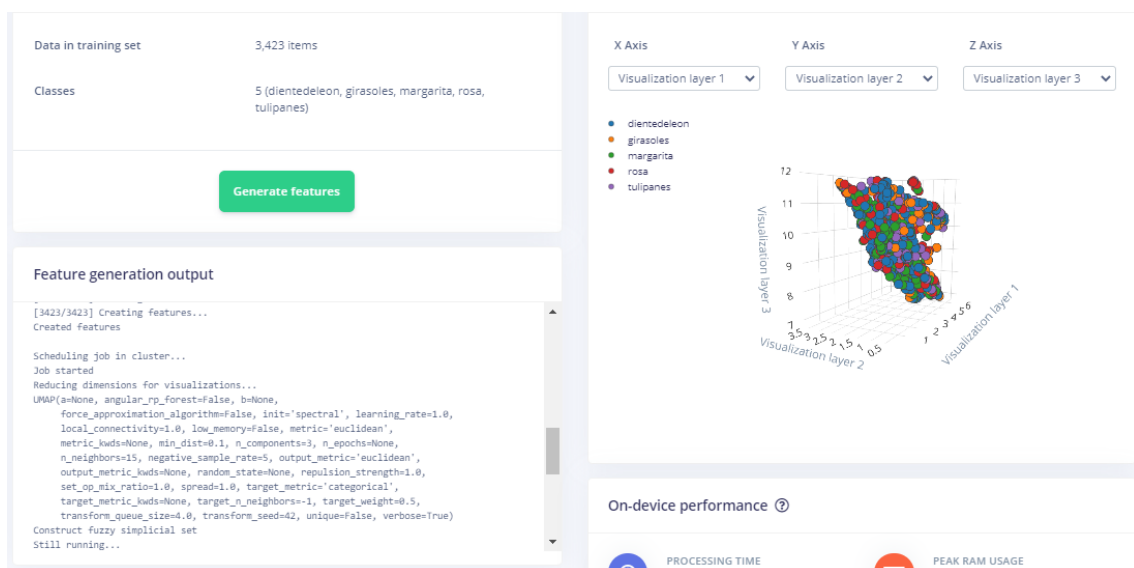 Data in training set 3,423 items
Classes 5 (dientedeleon, girasoles, margarita, rosa,
tulipanes)
Generate features
Feature generation output
[3423/3423] Creating features...
Created features
Scheduling job in cluster...
Job started
Reducing dimensions for visualizations...
UMAP(a=None, angular_rp_forest=False, b=None,
force_approximation_algorithm=False, init='spectral', learning_rate=1.0,
local_connectivity=1.0, low_memory=False, metric='euclidean',
metric_kwds=None, min_dist=0.1, n_components=3, n_epochs=None,
n_neighbors=15, negative_sample_rate=5, output_metric='euclidean',
output_metric_kwds=None, random_state=None, repulsion_strength=1.0,
set_op_mix_ratio=1.0, spread=1.0, target_metric='categorical',
target_metric_kwds=None, target_n_neighbors=-1, target_weight=0.5,
transform_queue_size=4.0, transform_seed=42, unique=False, verbose=True)
Construct fuzzy simplicial set
Still running...
X Axis Y Axis Z Axis
Visualization layer 1 Visualization layer 2 Visualization layer 3
dientedeleon
girasoles
margarita
rosa
tulipanes
12
11
10
9
8
7
Visualization layer 3
3.5 3 2.5 2 1.5 1 0.5
Visualization layer 2
1 2 3 4 5 6
Visualization layer 1
On-device performance ?
PROCESSING TIME PEAK RAM USAGE